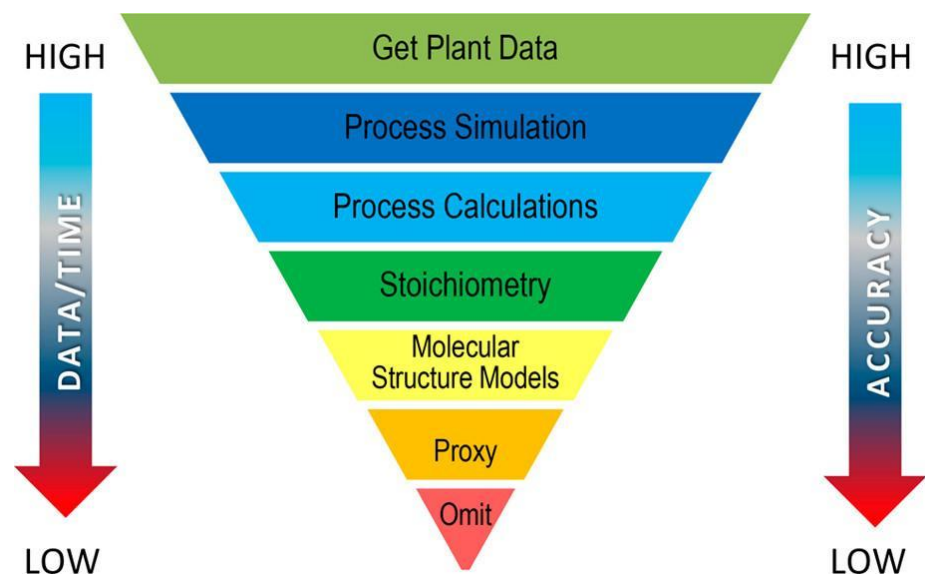 HIGH
HIGH
Get Plant Data
Process Simulation
Process Calculations
Stoichiometry
Molecular
Structure Models
Proxy
Omit
DATA/TIME
ACCURACY
LOW
LOW